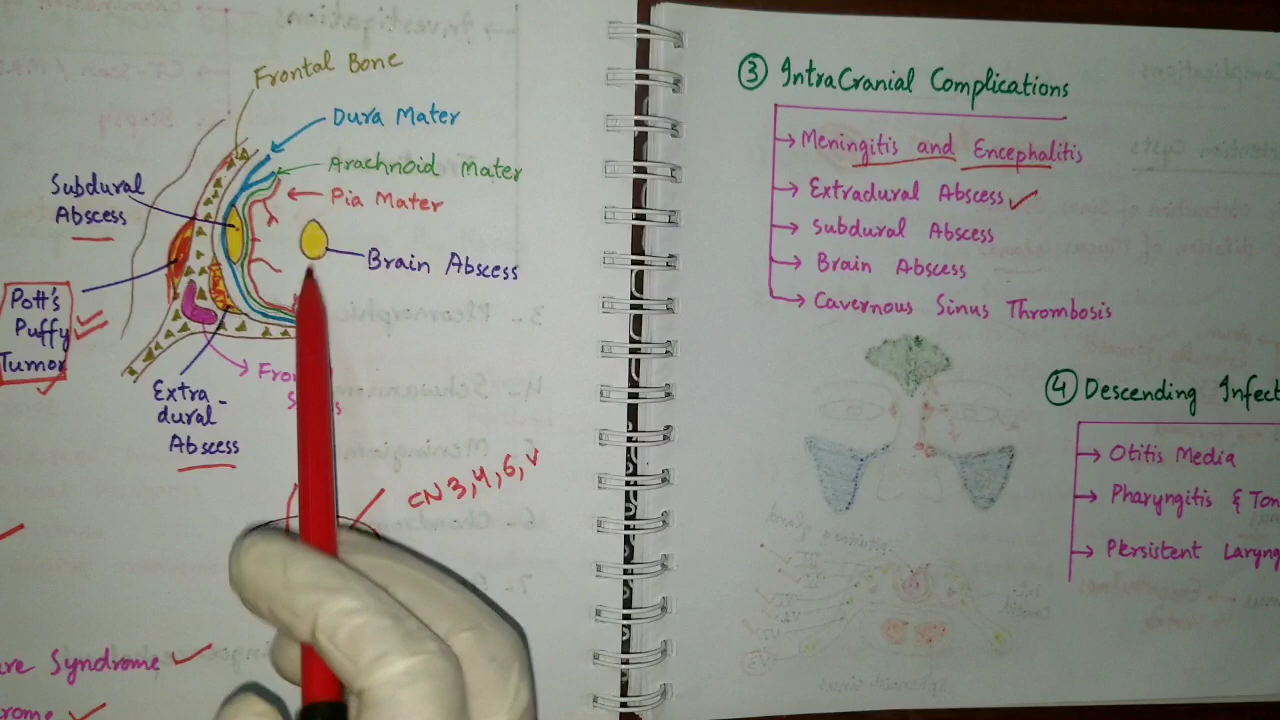 Frontal Bone
Dura Mater
Arachnoid Mater
Pia Mater
Subdural
Abscess
Brain Abscess
Pott's
Puffy
Tumor
Extra-
dural
Abscess
CN 3,4,6,V
Syndrome
③ IntraCranial Complications
→ Meningitis and Encephalitis
→ Extradural Abscess ✓
→ Subdural Abscess
→ Brain Abscess
→ Cavernous Sinus Thrombosis
④ Descending Infect
→ Otitis Media
→ Pharyngitis & Ton
→ Persistent Laryng